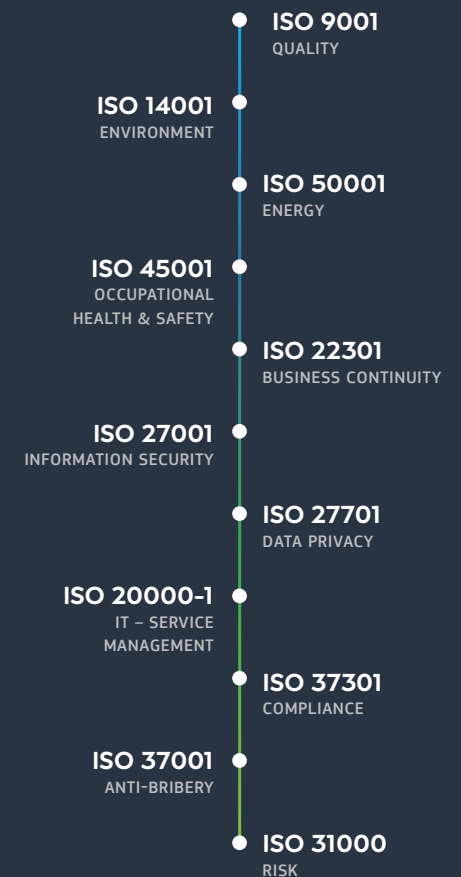 ISO 9001
QUALITY
ISO 14001
ENVIRONMENT
ISO 50001
ENERGY
ISO 45001
OCCUPATIONAL
HEALTH & SAFETY
ISO 22301
BUSINESS CONTINUITY
ISO 27001
INFORMATION SECURITY
ISO 27701
DATA PRIVACY
ISO 20000-1
IT – SERVICE
MANAGEMENT
ISO 37301
COMPLIANCE
ISO 37001
ANTI-BRIBERY
ISO 31000
RISK